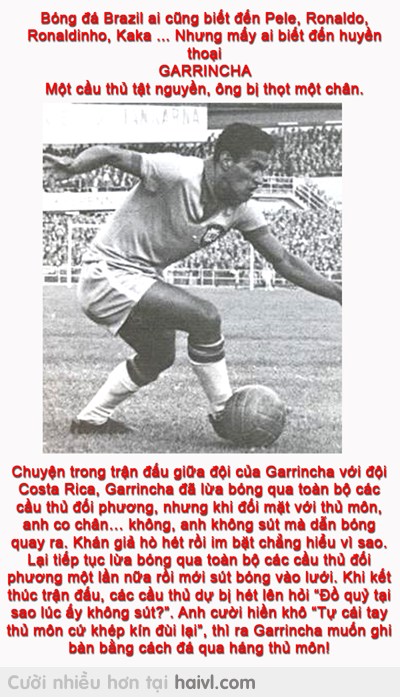 Bóng đá Brazil ai cũng biết đến Pele, Ronaldo,
Ronaldinho, Kaka ... Nhưng mấy ai biết đến huyền
thoại
GARRINCHA
Một cầu thủ tật nguyền, ông bị thọt một chân.
Chuyện trong trận đấu giữa đội của Garrincha với đội
Costa Rica, Garrincha đã lừa bóng qua toàn bộ các
cầu thủ đối phương, nhưng khi đối mặt với thủ môn,
anh co chân... không, anh không sút mà dẫn bóng
quay ra. Khán giả hò hét rồi im bặt chẳng hiểu vì sao.
Lại tiếp tục lừa bóng qua toàn bộ các cầu thủ đối
phương một lần nữa rồi mới sút bóng vào lưới. Khi kết
thúc trận đấu, các cầu thủ dự bị hét lên hỏi "Đồ quỷ tại
sao lúc ấy không sút?". Anh cười hiền khô "Tự cái tay
thủ môn cứ khép kín đùi lại", thì ra Garrincha muốn ghi
bàn bằng cách đá qua háng thủ môn!
Cười nhiều hơn tại haivl.com